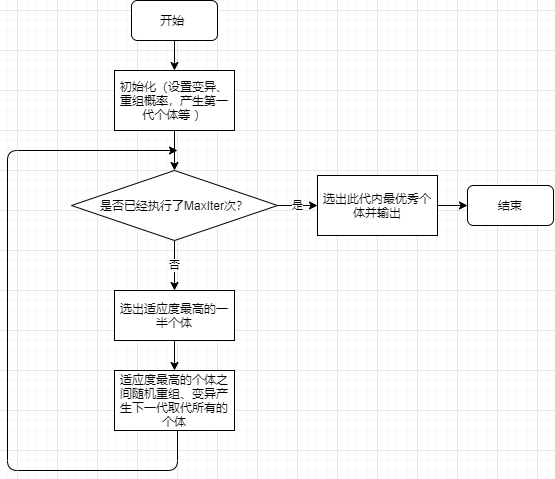 开始
初始化（设置变异、
重组概率，产生第一
代个体等 ）
是否已经执行了MaxIter次?
是
选出此代内最优秀个
体并输出
结束
否
选出适应度最高的一
半个体
适应度最高的个体之
间随机重组、变异产
生下一代取代所有的
个体